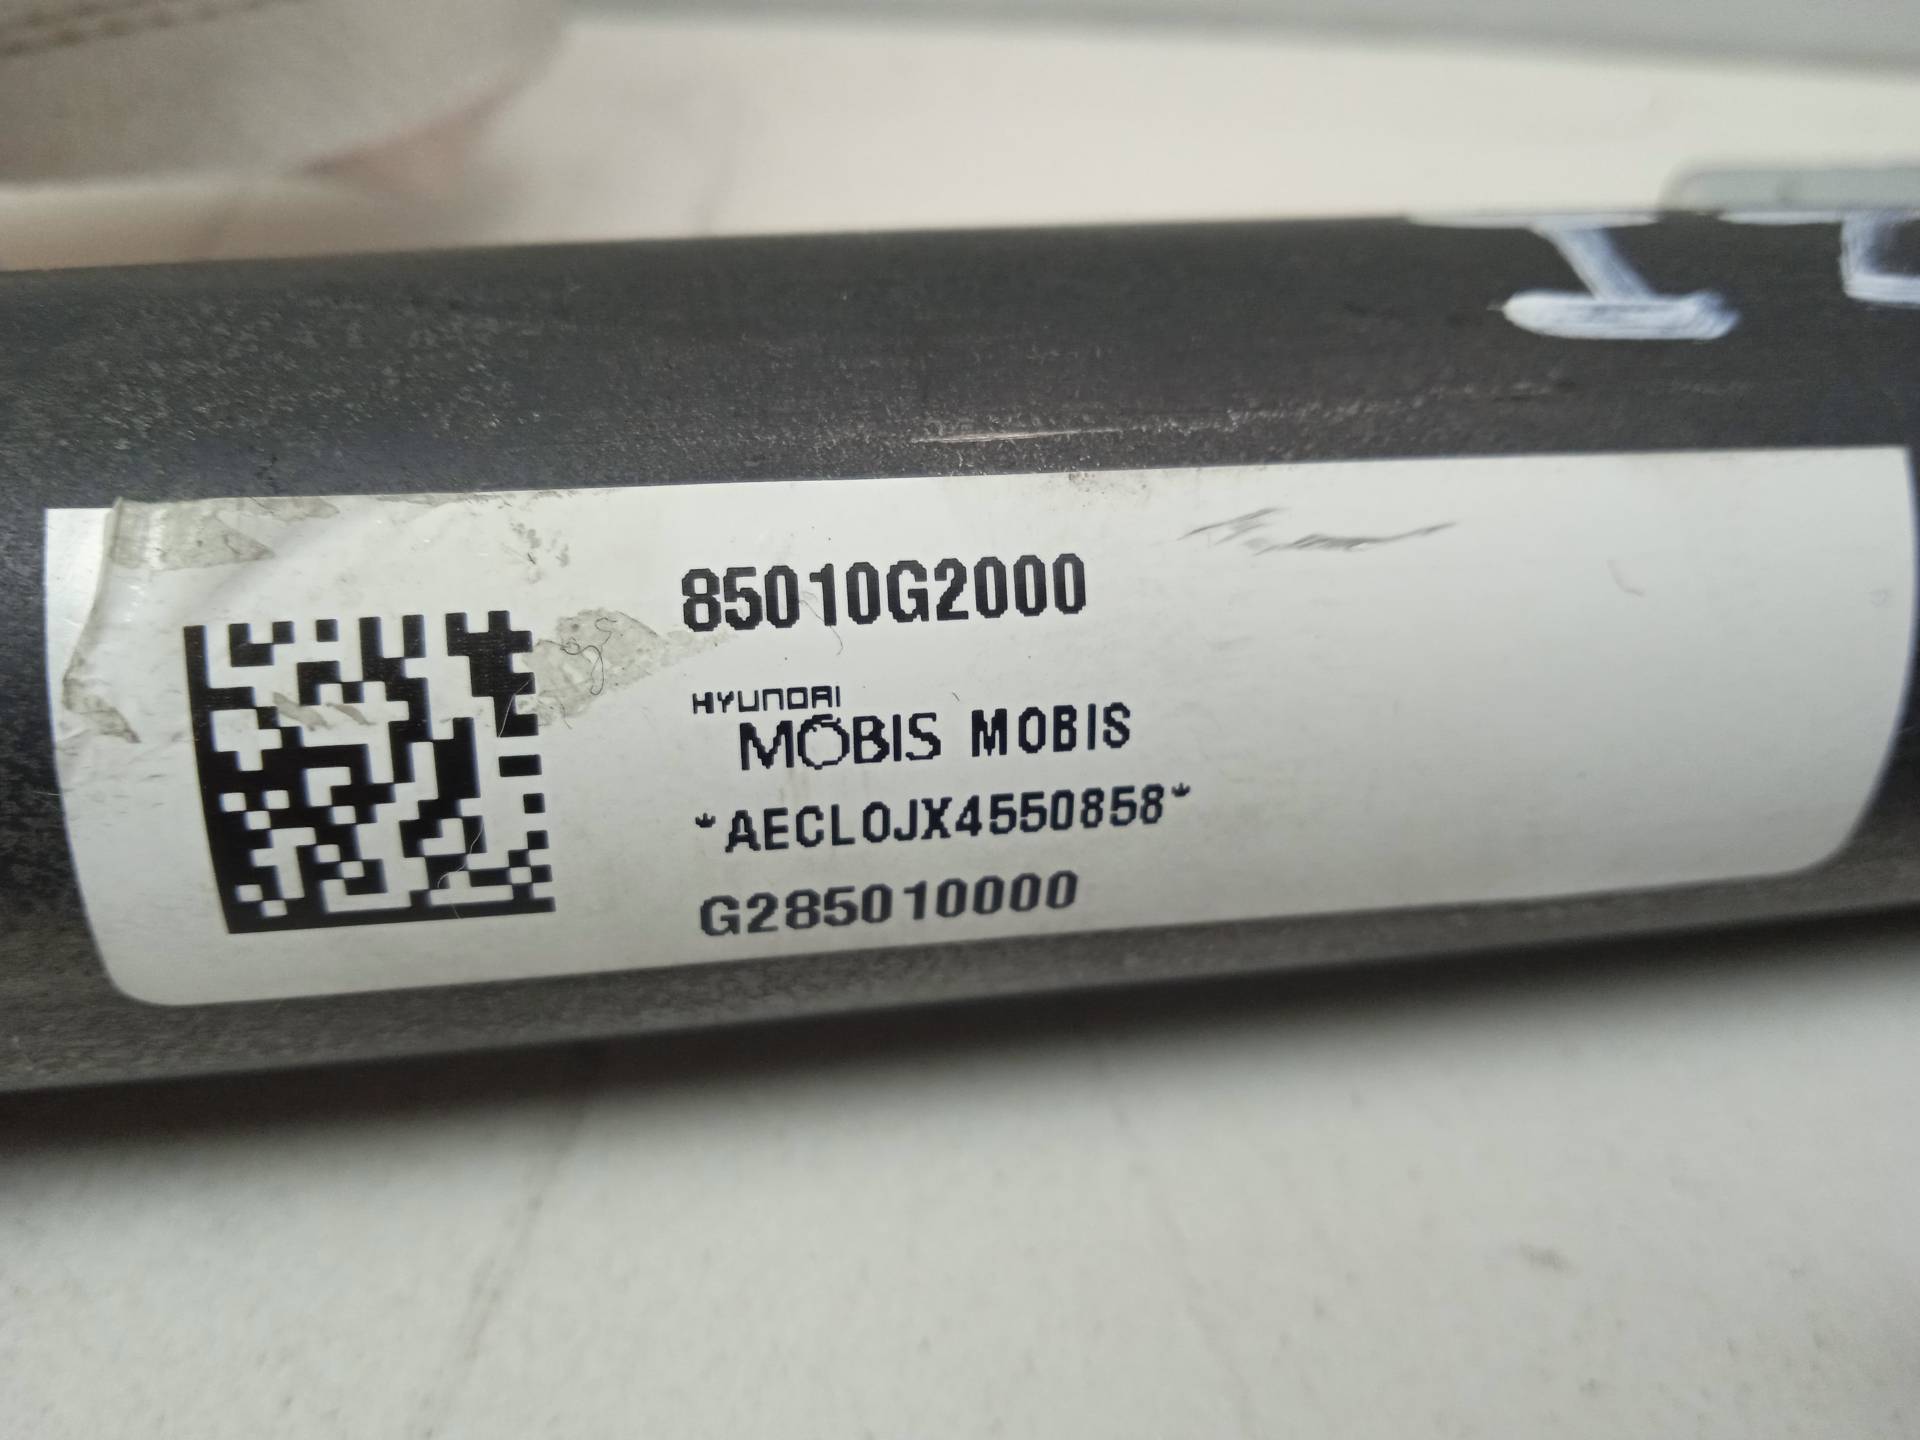 85010G2000
HYUNDAI
MOBIS MOBIS
*AECL0JX4550858*
G285010000